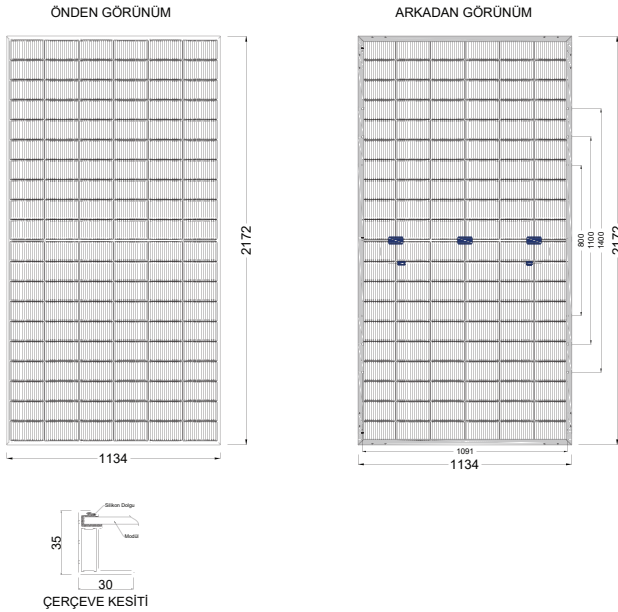 ÖNDEN GÖRÜNÜM
2172
1134
ARKADAN GÖRÜNÜM
800
1100
1400
2172
1091
1134
Silikon Dolgu
Modül
35
30
ÇERÇEVE KESİTİ